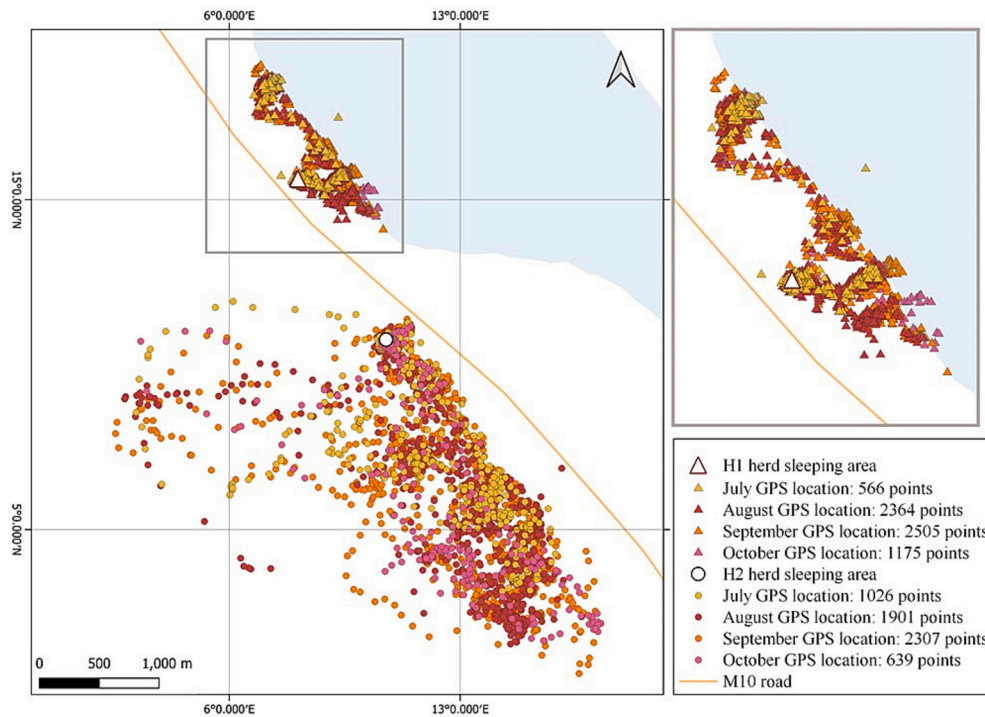 6°0.000′E 13°0.000′E
15°0.000′N
5°0.000′N
0 500 1,000 m
6°0.000′E 13°0.000′E
H1 herd sleeping area
July GPS location: 566 points
August GPS location: 2364 points
September GPS location: 2505 points
October GPS location: 1175 points
H2 herd sleeping area
July GPS location: 1026 points
August GPS location: 1901 points
September GPS location: 2307 points
October GPS location: 639 points
M10 road